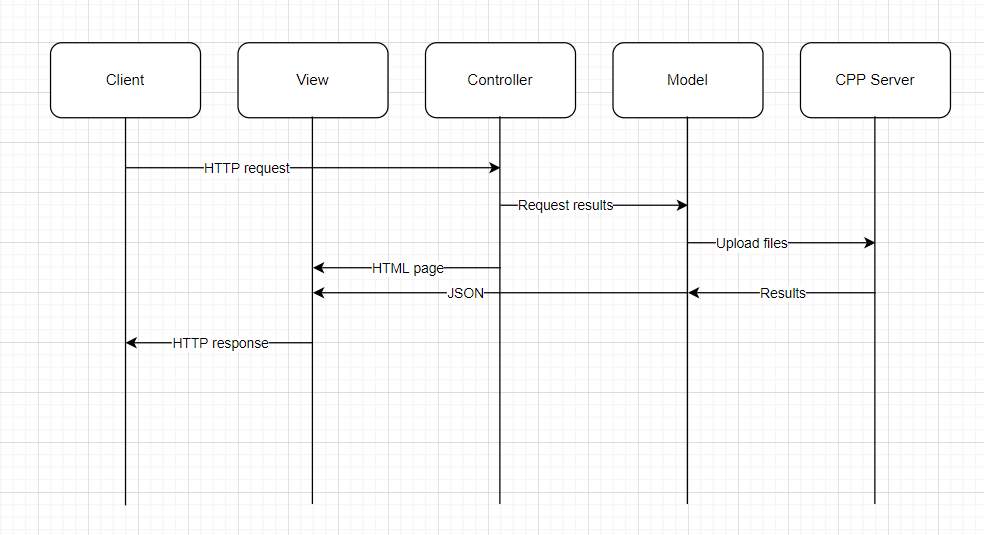 Client
View
Controller
Model
CPP Server
HTTP request
Request results
Upload files
HTML page
JSON
Results
HTTP response